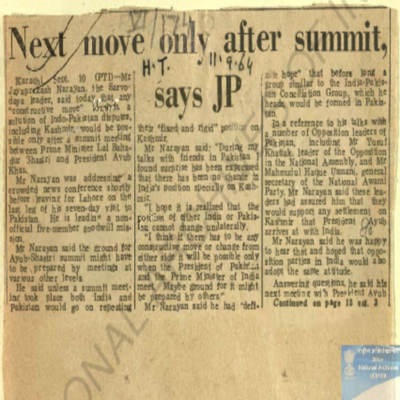 VI/174
Next move only after summit,
H.T. 11.9.64
says JP
Karachi, Sept. 10 (PTI)—Mr
Jayaprakash Narayan, the Sarvo-
daya leader, said today that any
"constructive move" towards
solution of Indo-Pakistan disputes,
including Kashmir, would be pos-
sible only after a summit meeting
between Prime Minister Lal Baha-
dur Shastri and President Ayub
Khan.
Mr Narayan was addressing a
crowded news conference shortly
before leaving for Lahore on the
last leg of his seven-day visit to
Pakistan. He is leading a non-
official five-member goodwill mis-
sion.
Mr Narayan said the ground for
Ayub-Shastri summit might have
to be prepared by meetings at
various other levels.
He said unless a summit meet-
ing took place both India and
Pakistan would go on repeating
their "fixed and rigid" position on
Kashmir.
Mr Narayan said: "During my
talks with friends in Pakistan I
found surprise has been expressed
that there has been no change in
India's position specially on Kash-
mir.
"I hope it is realized that the
policies of either India or Pakis-
tan cannot change unilaterally.
"I think if there has to be any
constructive move or change from
either side it will be possible only
when the President of Pakistan
and the Prime Minister of India
meet. Maybe ground for it might
be prepared by others"
Mr Narayan said he had "defi-
nite hope" that before long a
group similar to the India-Pakis-
tan Conciliation Group, which he
heads, would be formed in Pakis-
tan.
In a reference to his talks with
a number of Opposition leaders of
Pakistan, including Mr Yusuf
Khattak, leader of the Opposition
in the National Assembly, and Mr
Mahmudul Haque Usmani, general
secretary of the National Awami
Party, Mr Narayan said these lea-
ders had assured him that they
would support any settlement on
Kashmir that President Ayub
arrives at with India.
Mr Narayan said he was happy
to hear this and hoped that oppo-
sition parties in India would also
adopt the same attitude.
Answering questions, he said his
next meeting with President Ayub
Continued on page 12 col. 3